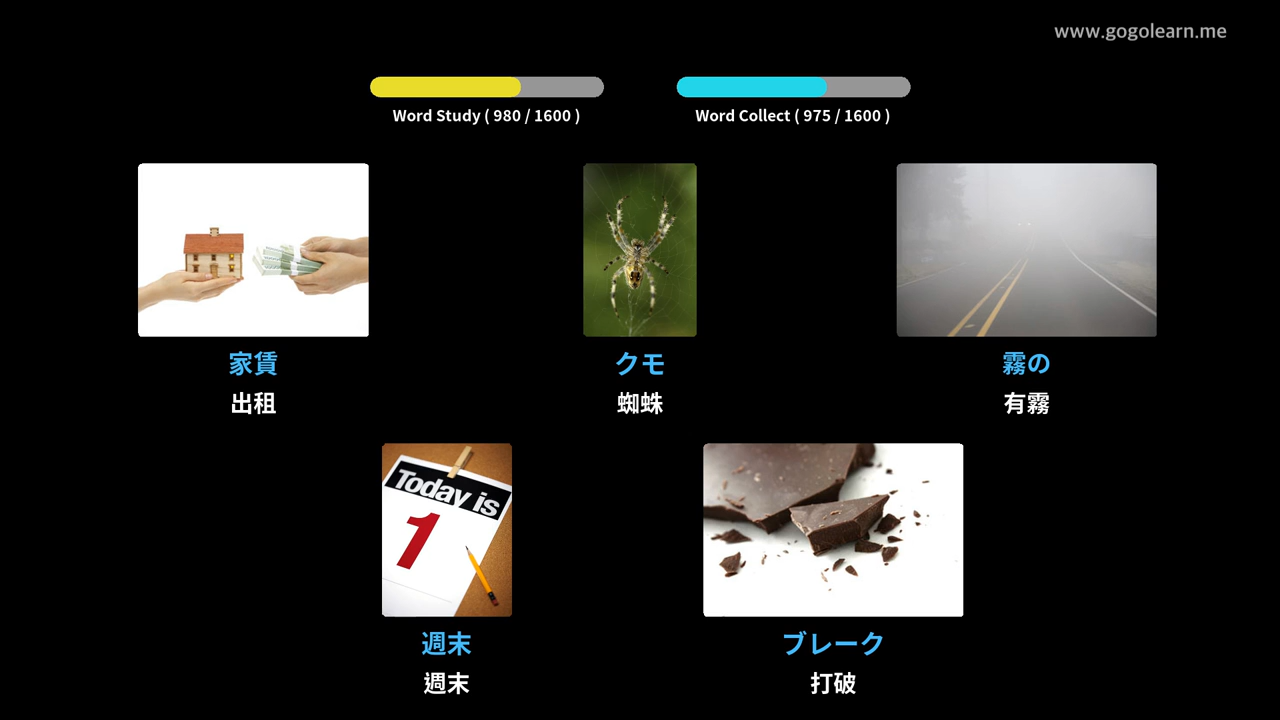 www.gogolearn.me
Word Study ( 980 / 1600 )
Word Collect ( 975 / 1600 )
家賃
出租
クモ
蜘蛛
霧の
有霧
Today is
1
週末
週末
ブレーク
打破